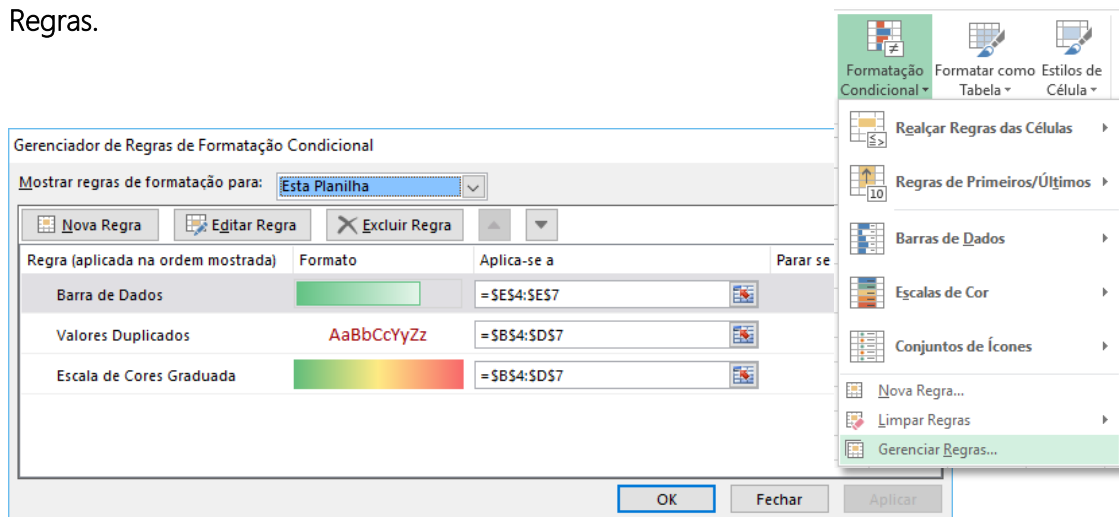 Regras.
Formatação Condicional
Formatar como Tabela
Estilos de Célula
Realçar Regras das Células
Regras de Primeiros/Últimos
10
Barras de Dados
Escalas de Cor
Conjuntos de Ícones
Nova Regra...
Limpar Regras
Gerenciar Regras...
Gerenciador de Regras de Formatação Condicional
Mostrar regras de formatação para: Esta Planilha
Nova Regra Editar Regra Excluir Regra
Regra (aplicada na ordem mostrada) Formato Aplica-se a Parar se
Barra de Dados =$E$4:$E$7
Valores Duplicados AaBbCcYyZz =$B$4:$D$7
Escala de Cores Graduada =$B$4:$D$7
OK Fechar Aplicar